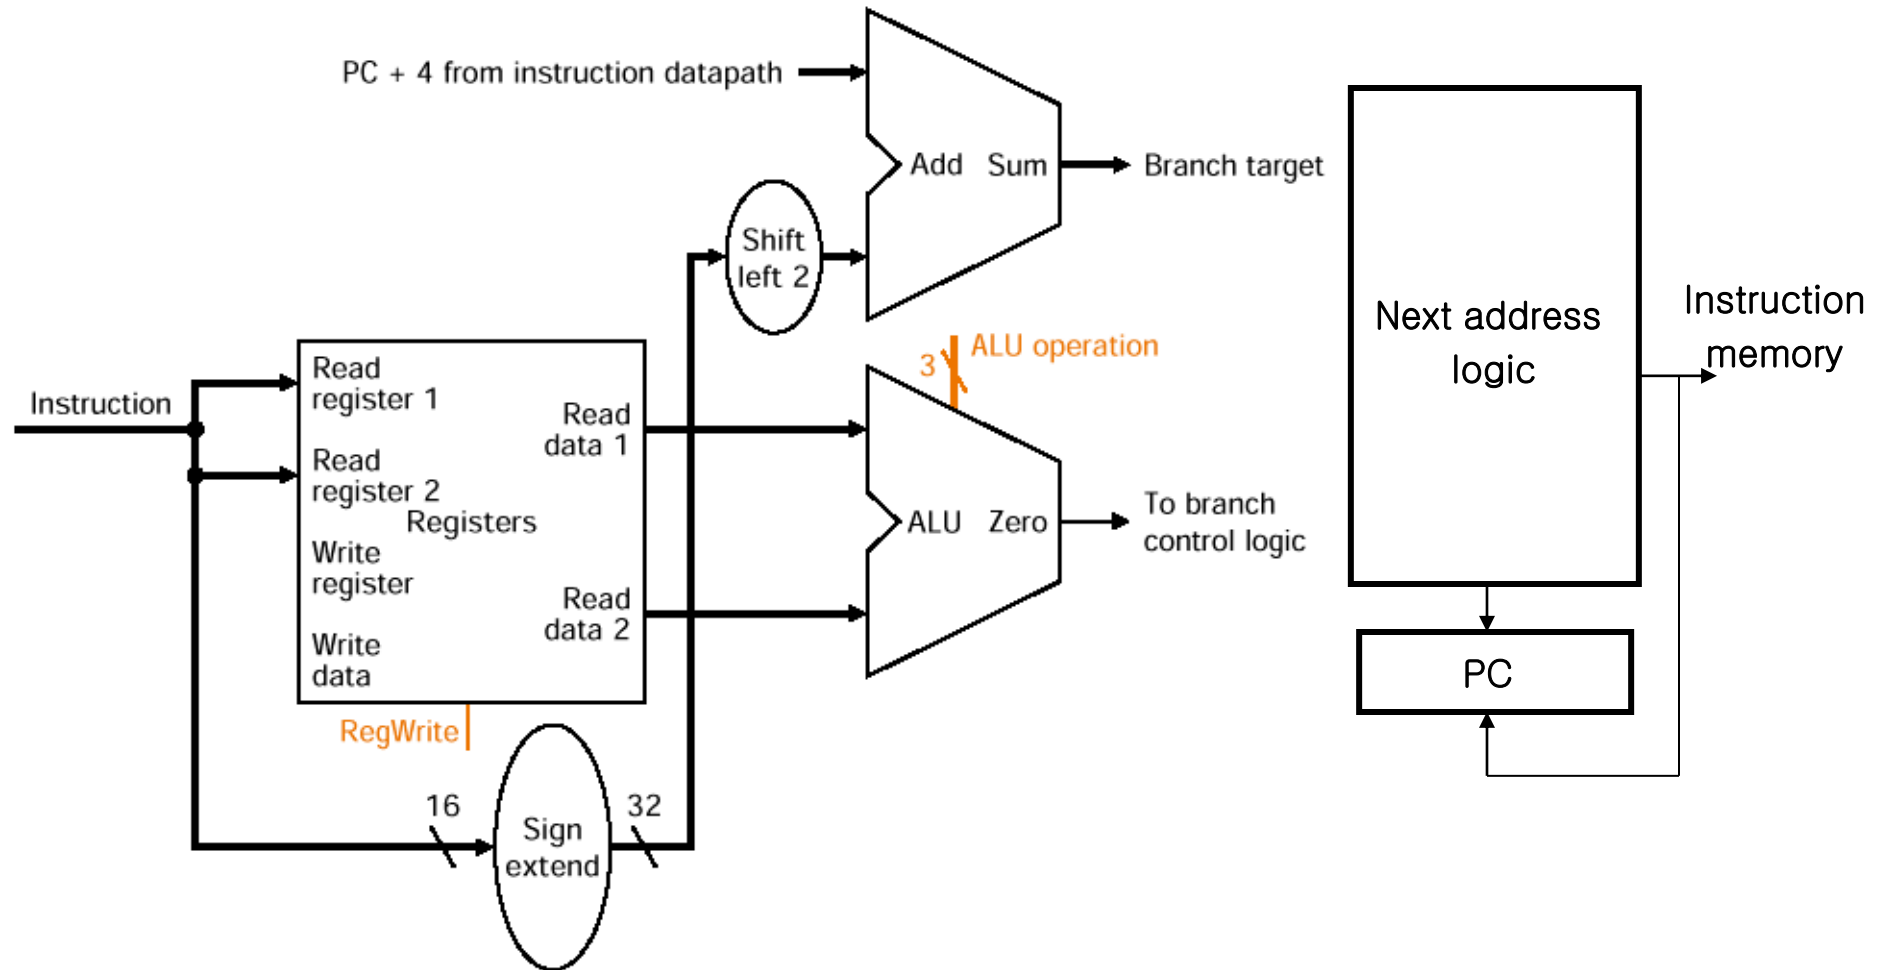 PC + 4 from instruction datapath
Add Sum
Branch target
Shift
left 2
ALU operation
3
Instruction
Read
register 1
Read
register 2
Registers
Write
register
Write
data
Read
data 1
Read
data 2
ALU Zero
To branch
control logic
RegWrite
16
Sign
extend
32
Next address
logic
Instruction
memory
PC